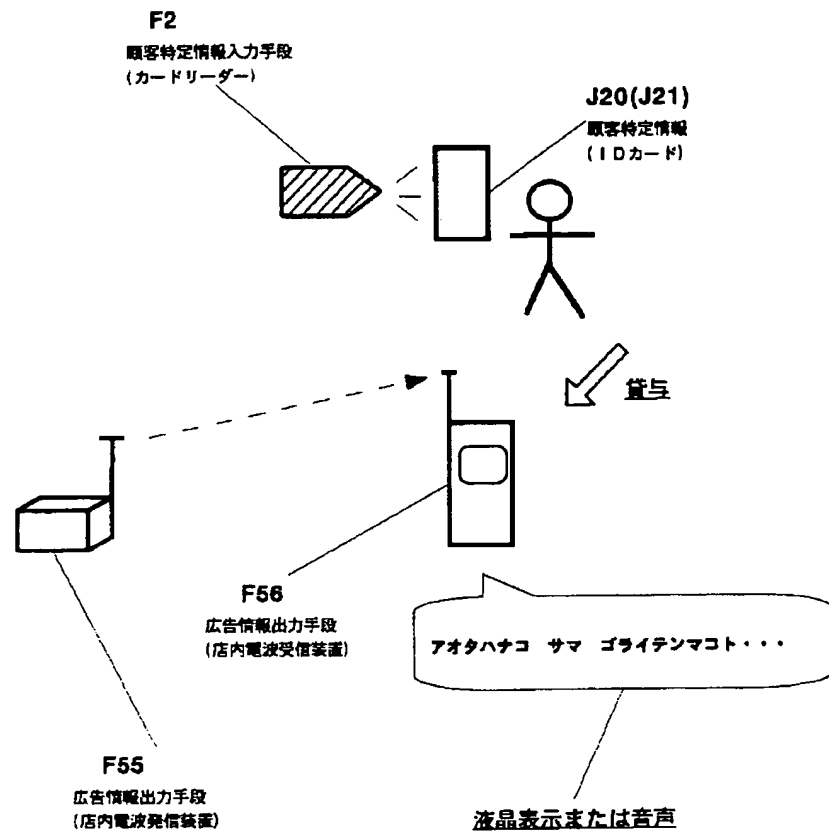 F2
顧客特定情報入力手段
(カードリーダー)
J20(J21)
顧客特定情報
(IDカード)
貸与
F56
広告情報出力手段
(店内電波受信装置)
アオタハナコ サマ ゴライテンマコト・・・
F55
広告情報出力手段
(店内電波発信装置)
液晶表示または音声